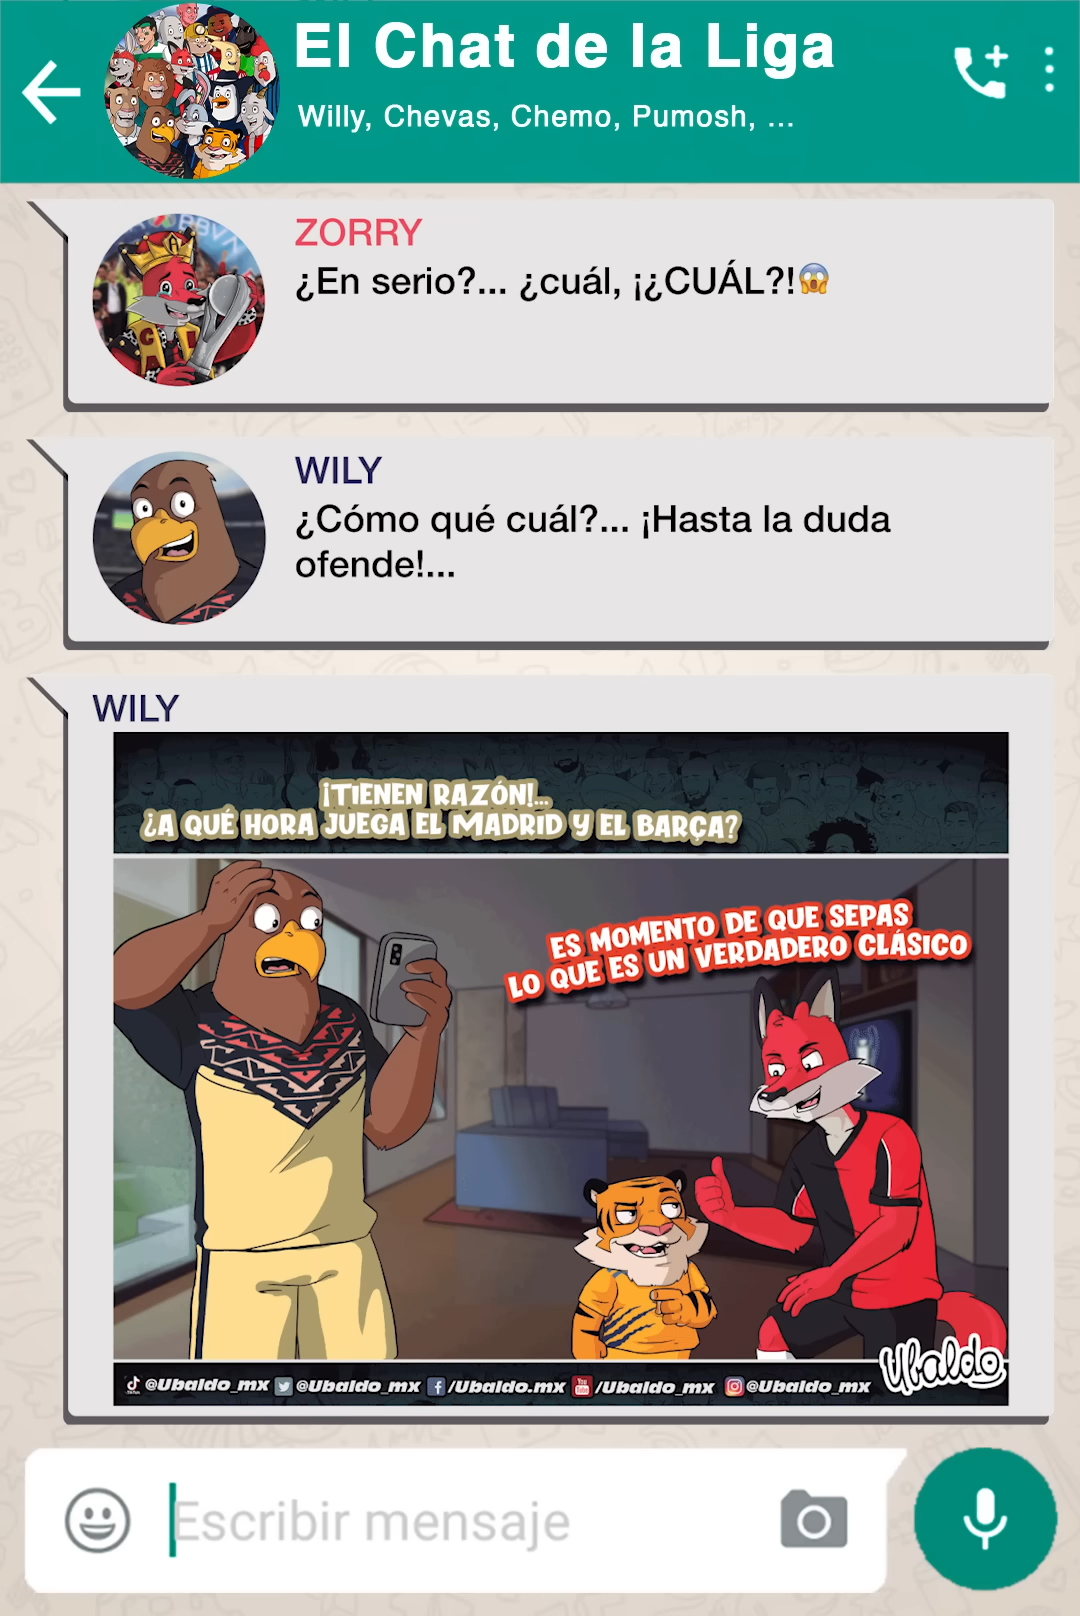 El Chat de la Liga
Willy, Chevas, Chemo, Pumosh, ...
ZORRY
¿En serio?... ¿cuál, ¡¿CUÁL?!😱
WILY
¿Cómo qué cuál?... ¡Hasta la duda
ofende!...
WILY
¡TIENEN RAZÓN!...
¿A QUÉ HORA JUEGA EL MADRID Y EL BARÇA?
ES MOMENTO DE QUE SEPAS
LO QUE ES UN VERDADERO CLÁSICO
@Ubaldo_mx @Ubaldo_mx /Ubaldo.mx /Ubaldo_mx @Ubaldo_mx
Ubaldo
Escribir mensaje